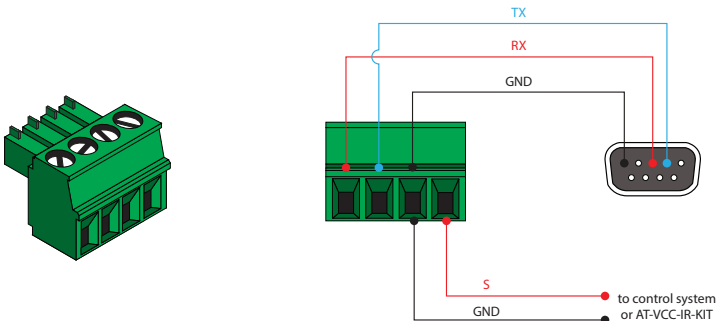 TX
RX
GND
S
to control system
GND
or AT-VCC-IR-KIT